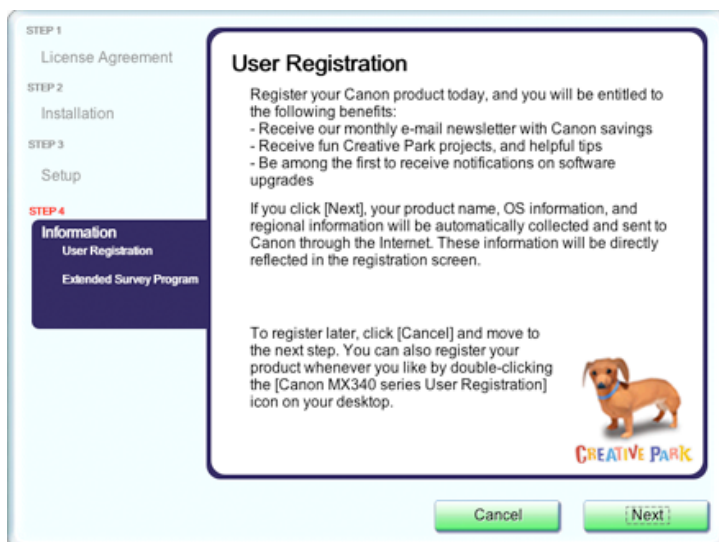 STEP 1
License Agreement
STEP 2
Installation
STEP 3
Setup
STEP 4
Information
User Registration
Extended Survey Program
User Registration
Register your Canon product today, and you will be entitled to
the following benefits:
- Receive our monthly e-mail newsletter with Canon savings
- Receive fun Creative Park projects, and helpful tips
- Be among the first to receive notifications on software
upgrades
If you click [Next], your product name, OS information, and
regional information will be automatically collected and sent to
Canon through the Internet. These information will be directly
reflected in the registration screen.
To register later, click [Cancel] and move to
the next step. You can also register your
product whenever you like by double-clicking
the [Canon MX340 series User Registration]
icon on your desktop.
CREATIVE PARK
Cancel
Next